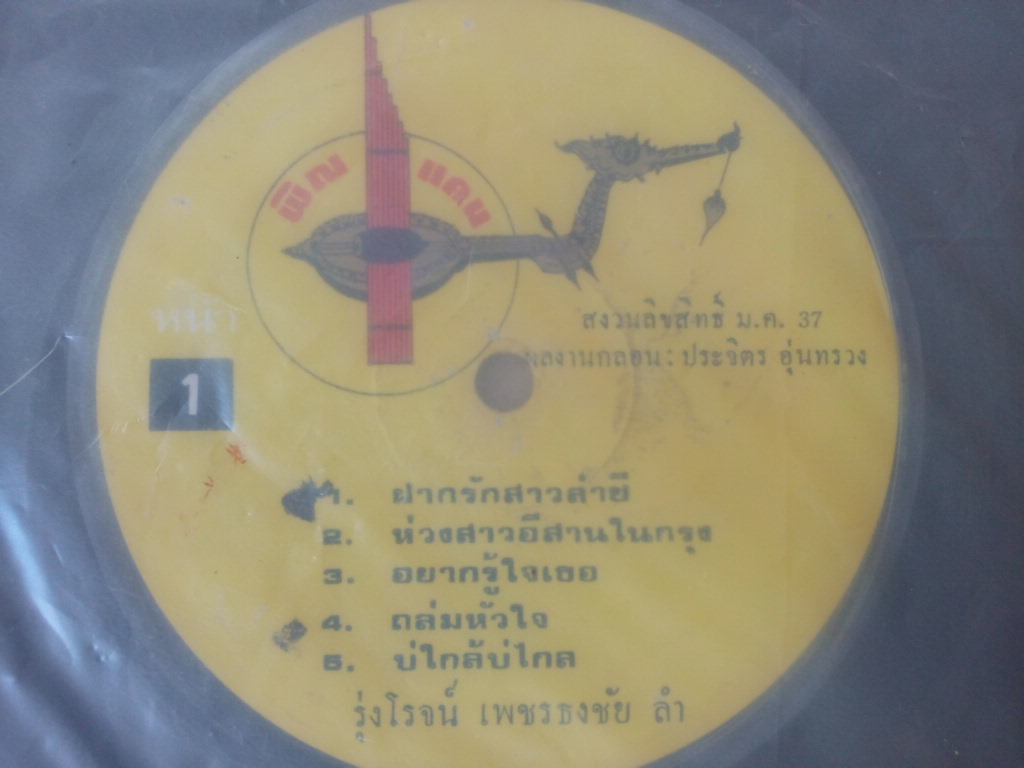 พิณ แคน
หน้า
1
สงวนลิขสิทธิ์ ม.ค. 37
ผลงานกลอน: ประจิตร อุ่นทรวง
1. ฝากรักสาวลำซี
2. ห่วงสาวอีสานในกรุง
3. อยากรู้ใจเธอ
4. ถล่มหัวใจ
5. บ่ใกล้บ่ไกล
รุ่งโรจน์ เพชรธงชัย ลำ